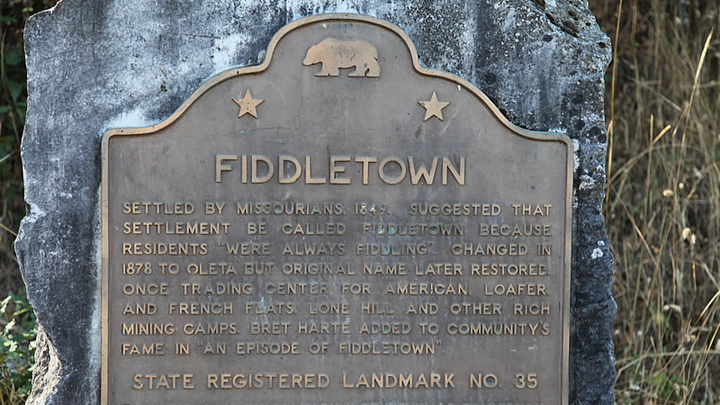 FIDDLETOWN
SETTLED BY MISSOURIANS, 1849. SUGGESTED THAT
SETTLEMENT BE CALLED FIDDLETOWN BECAUSE
RESIDENTS "WERE ALWAYS FIDDLING". CHANGED IN
1878 TO OLETA BUT ORIGINAL NAME LATER RESTORED.
ONCE TRADING CENTER FOR AMERICAN, LOAFER,
AND FRENCH FLATS, LONE HILL, AND OTHER RICH
MINING CAMPS. BRET HARTE ADDED TO COMMUNITY'S
FAME IN "AN EPISODE OF FIDDLETOWN".
STATE REGISTERED LANDMARK NO. 35